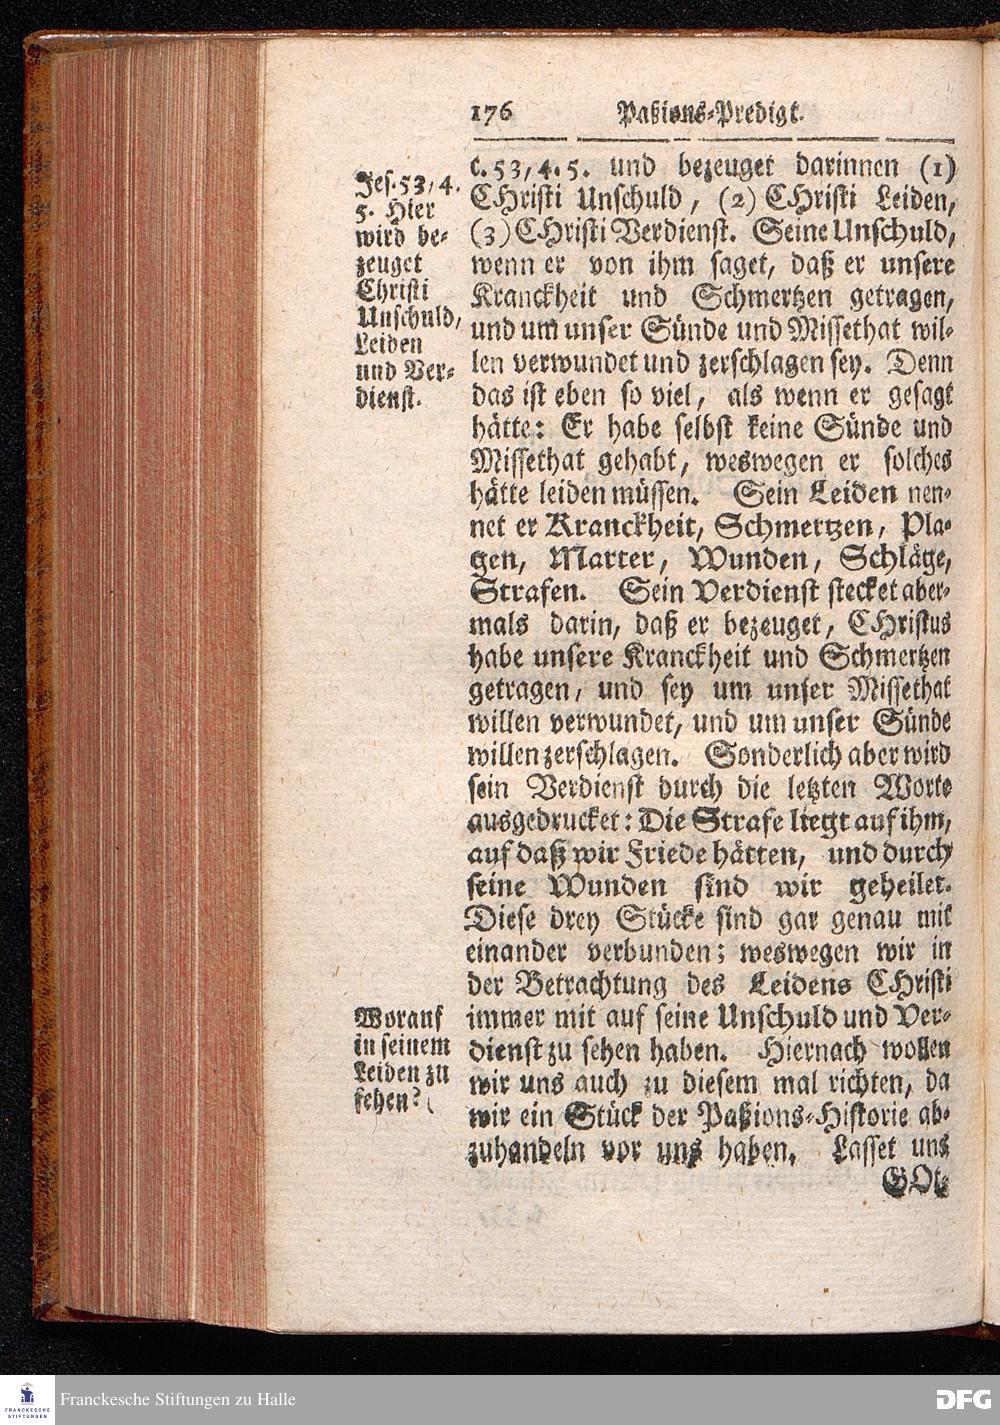 176 Paßions-Predigt.
Jes. 53, 4.
5. Hier
wird be-
zeuget
Christi
Unschuld,
Leiden
und Ver-
dienst.
c. 53, 4. 5. und bezeuget darinnen (1)
CHristi Unschuld, (2) CHristi Leiden,
(3) CHristi Verdienst. Seine Unschuld,
wenn er von ihm saget, daß er unsere
Kranckheit und Schmertzen getragen,
und um unser Sünde und Missethat wil-
len verwundet und zerschlagen sey. Denn
das ist eben so viel, als wenn er gesagt
hätte: Er habe selbst keine Sünde und
Missethat gehabt, weswegen er solches
hätte leiden müssen. Sein Leiden nen-
net er Kranckheit, Schmertzen, Pla-
gen, Marter, Wunden, Schläge,
Strafen. Sein Verdienst stecket aber-
mals darin, daß er bezeuget, CHristus
habe unsere Kranckheit und Schmertzen
getragen, und sey um unser Missethat
willen verwundet, und um unser Sünde
willen zerschlagen. Sonderlich aber wird
sein Verdienst durch die letzten Worte
ausgedrucket: Die Strafe liegt auf ihm,
auf daß wir Friede hätten, und durch
seine Wunden sind wir geheilet.
Diese drey Stücke sind gar genau mit
einander verbunden; weswegen wir in
der Betrachtung des Leidens CHristi
immer mit auf seine Unschuld und Ver-
dienst zu sehen haben. Hiernach wollen
wir uns auch zu diesem mal richten, da
wir ein Stück der Paßions-Historie ab-
zuhandeln vor uns haben. Lasset uns
GOt-
Worauf
in seinem
Leiden zu
sehen?
FRANCKESCHE
STIFTUNGEN
Franckesche Stiftungen zu Halle
DFG